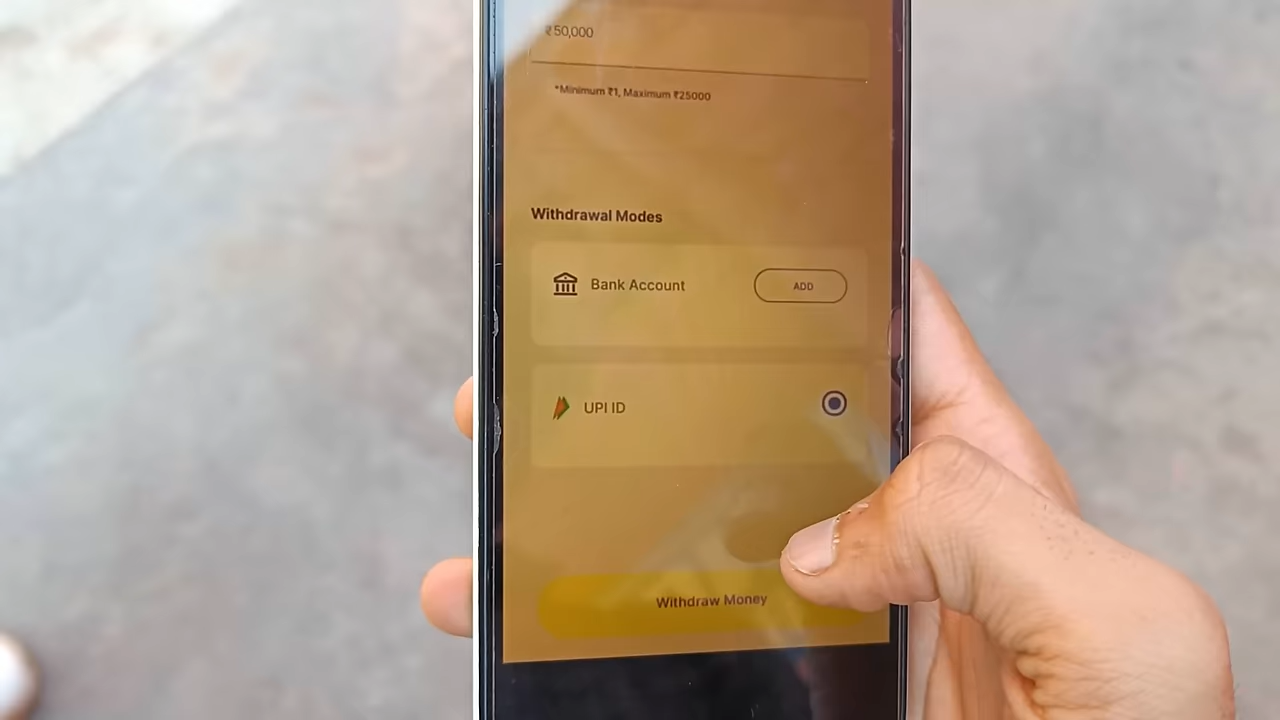 ₹50,000
*Minimum ₹1, Maximum ₹25000
Withdrawal Modes
Bank Account
ADD
UPI ID
Withdraw Money